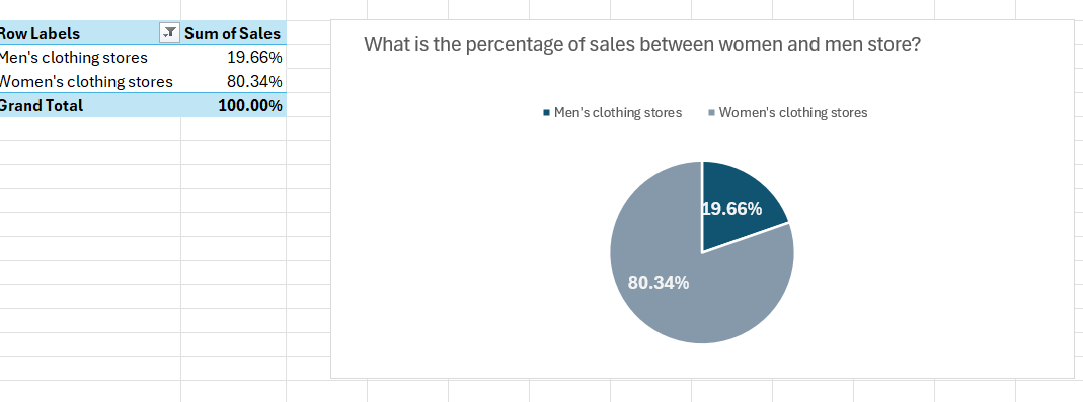 Row Labels Sum of Sales
Men's clothing stores 19.66%
Women's clothing stores 80.34%
Grand Total 100.00%
What is the percentage of sales between women and men store?
Men's clothing stores Women's clothing stores
19.66%
80.34%